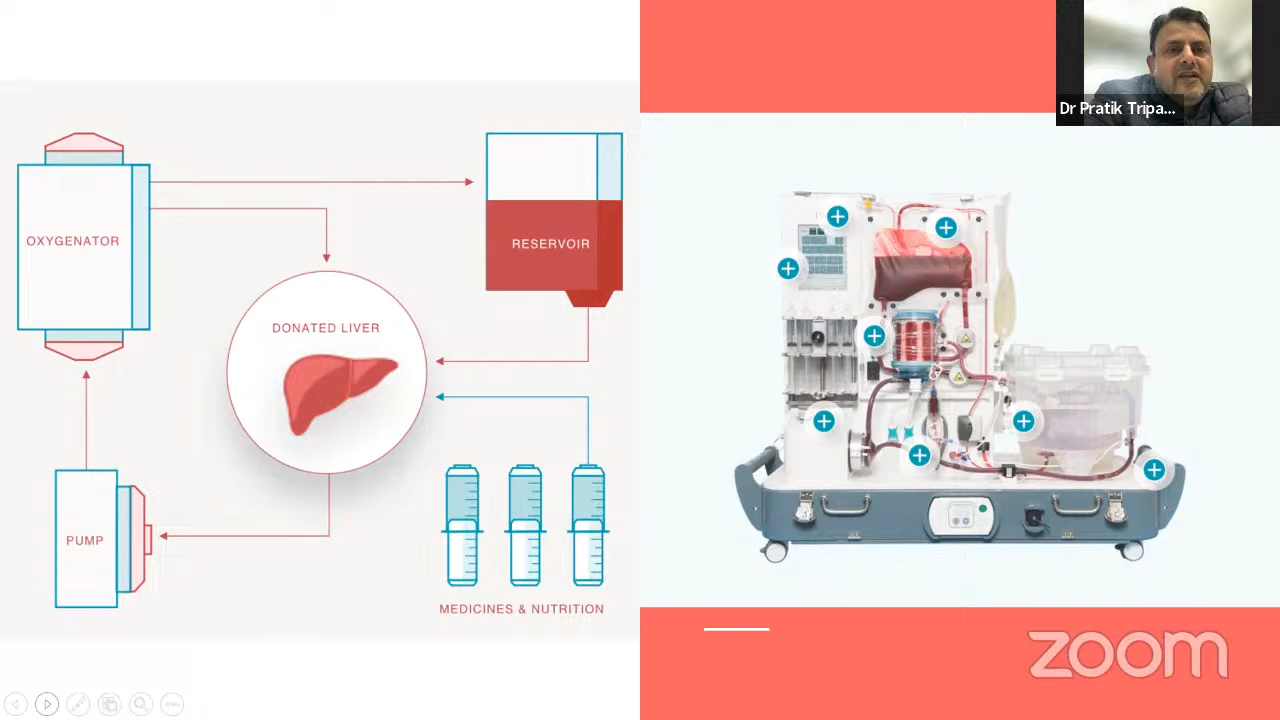 OXYGENATOR
RESERVOIR
DONATED LIVER
PUMP
MEDICINES & NUTRITION
Dr Pratik Tripa...
zoom